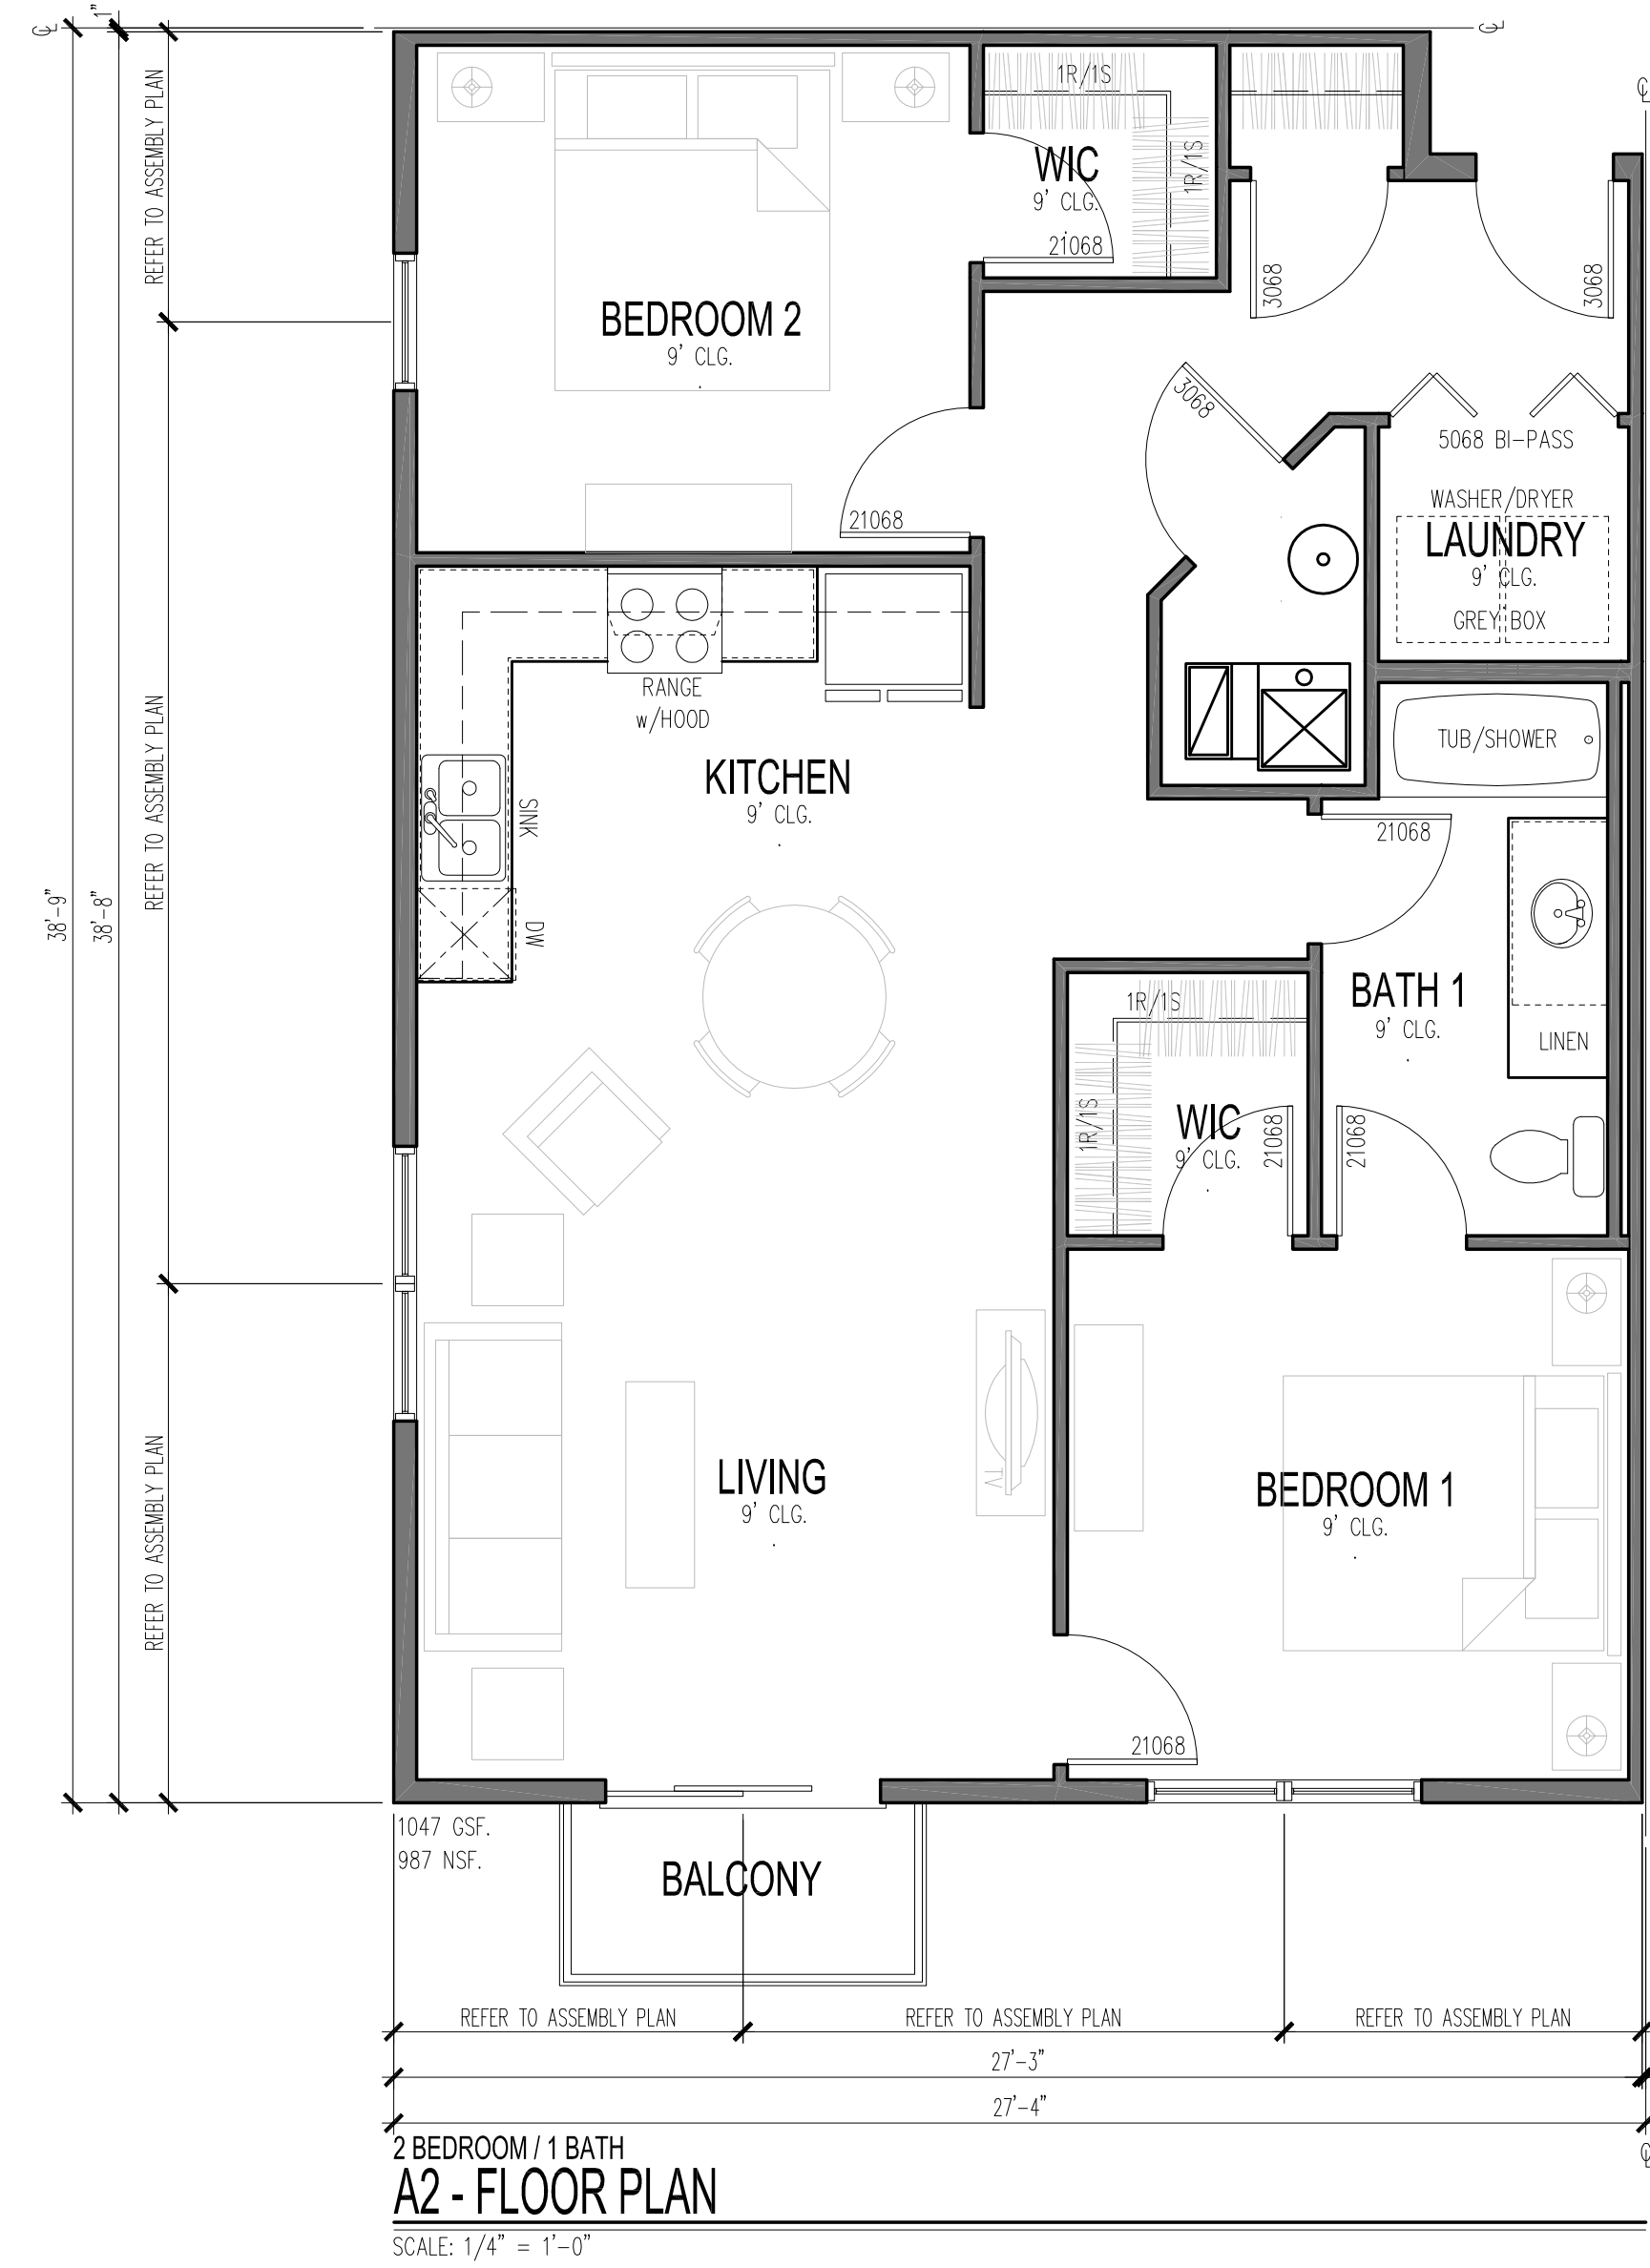 ℄
1"
℄
℄
REFER TO ASSEMBLY PLAN
1R/1S
WIC
9' CLG.
1R/1S
21068
3068
3068
BEDROOM 2
9' CLG.
3068
5068 BI-PASS
WASHER/DRYER
LAUNDRY
9' CLG.
GREY BOX
21068
RANGE
w/HOOD
TUB/SHOWER
REFER TO ASSEMBLY PLAN
KITCHEN
9' CLG.
SINK
21068
38'-9"
38'-8"
DW
1R/1S
BATH 1
9' CLG.
LINEN
1R/1S
WIC
9' CLG.
21068
21068
REFER TO ASSEMBLY PLAN
LIVING
9' CLG.
TV
BEDROOM 1
9' CLG.
21068
1047 GSF.
987 NSF.
BALCONY
REFER TO ASSEMBLY PLAN
REFER TO ASSEMBLY PLAN
REFER TO ASSEMBLY PLAN
27'-3"
27'-4"
2 BEDROOM / 1 BATH
℄
A2 - FLOOR PLAN
SCALE: 1/4" = 1'-0"